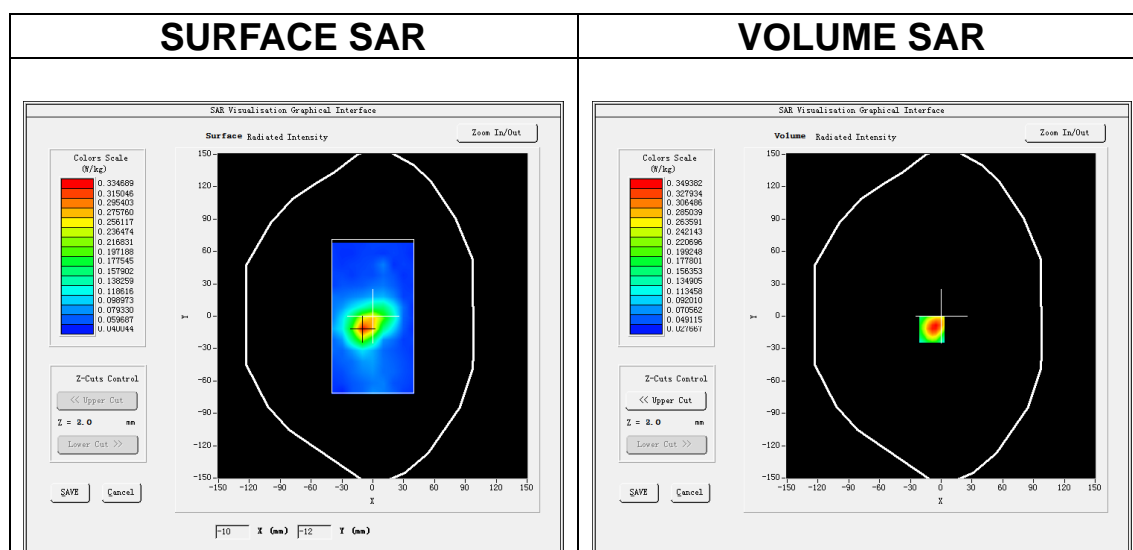 SURFACE SAR
SAR Visualisation Graphical Interface
Surface Radiated Intensity
Zoom In/Out
Colors Scale
(W/kg)
0.334689
0.315046
0.295403
0.275760
0.256117
0.236474
0.216831
0.197188
0.177545
0.157902
0.138259
0.118616
0.098973
0.079330
0.059687
0.040044
150
120
90
60
30
0
-30
-60
-90
-120
-150
Y
-150 -120 -90 -60 -30 0 30 60 90 120 150
X
Z-Cuts Control
<< Upper Cut
Z = 2.0 mm
Lower Cut >>
SAVE Cancel
-10 X (mm) -12 Y (mm)
VOLUME SAR
SAR Visualisation Graphical Interface
Volume Radiated Intensity
Zoom In/Out
Colors Scale
(W/kg)
0.349382
0.327934
0.306486
0.285039
0.263591
0.242143
0.220696
0.199248
0.177801
0.156353
0.134905
0.113458
0.092010
0.070562
0.049115
0.027667
150
120
90
60
30
0
-30
-60
-90
-120
-150
Y
-150 -120 -90 -60 -30 0 30 60 90 120 150
X
Z-Cuts Control
<< Upper Cut
Z = 2.0 mm
Lower Cut >>
SAVE Cancel